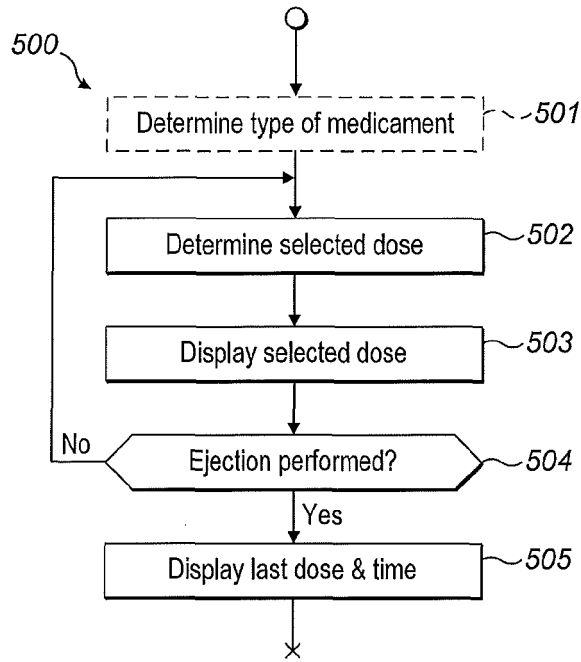 500
Determine type of medicament
501
Determine selected dose
502
Display selected dose
503
No
Ejection performed?
504
Yes
Display last dose & time
505